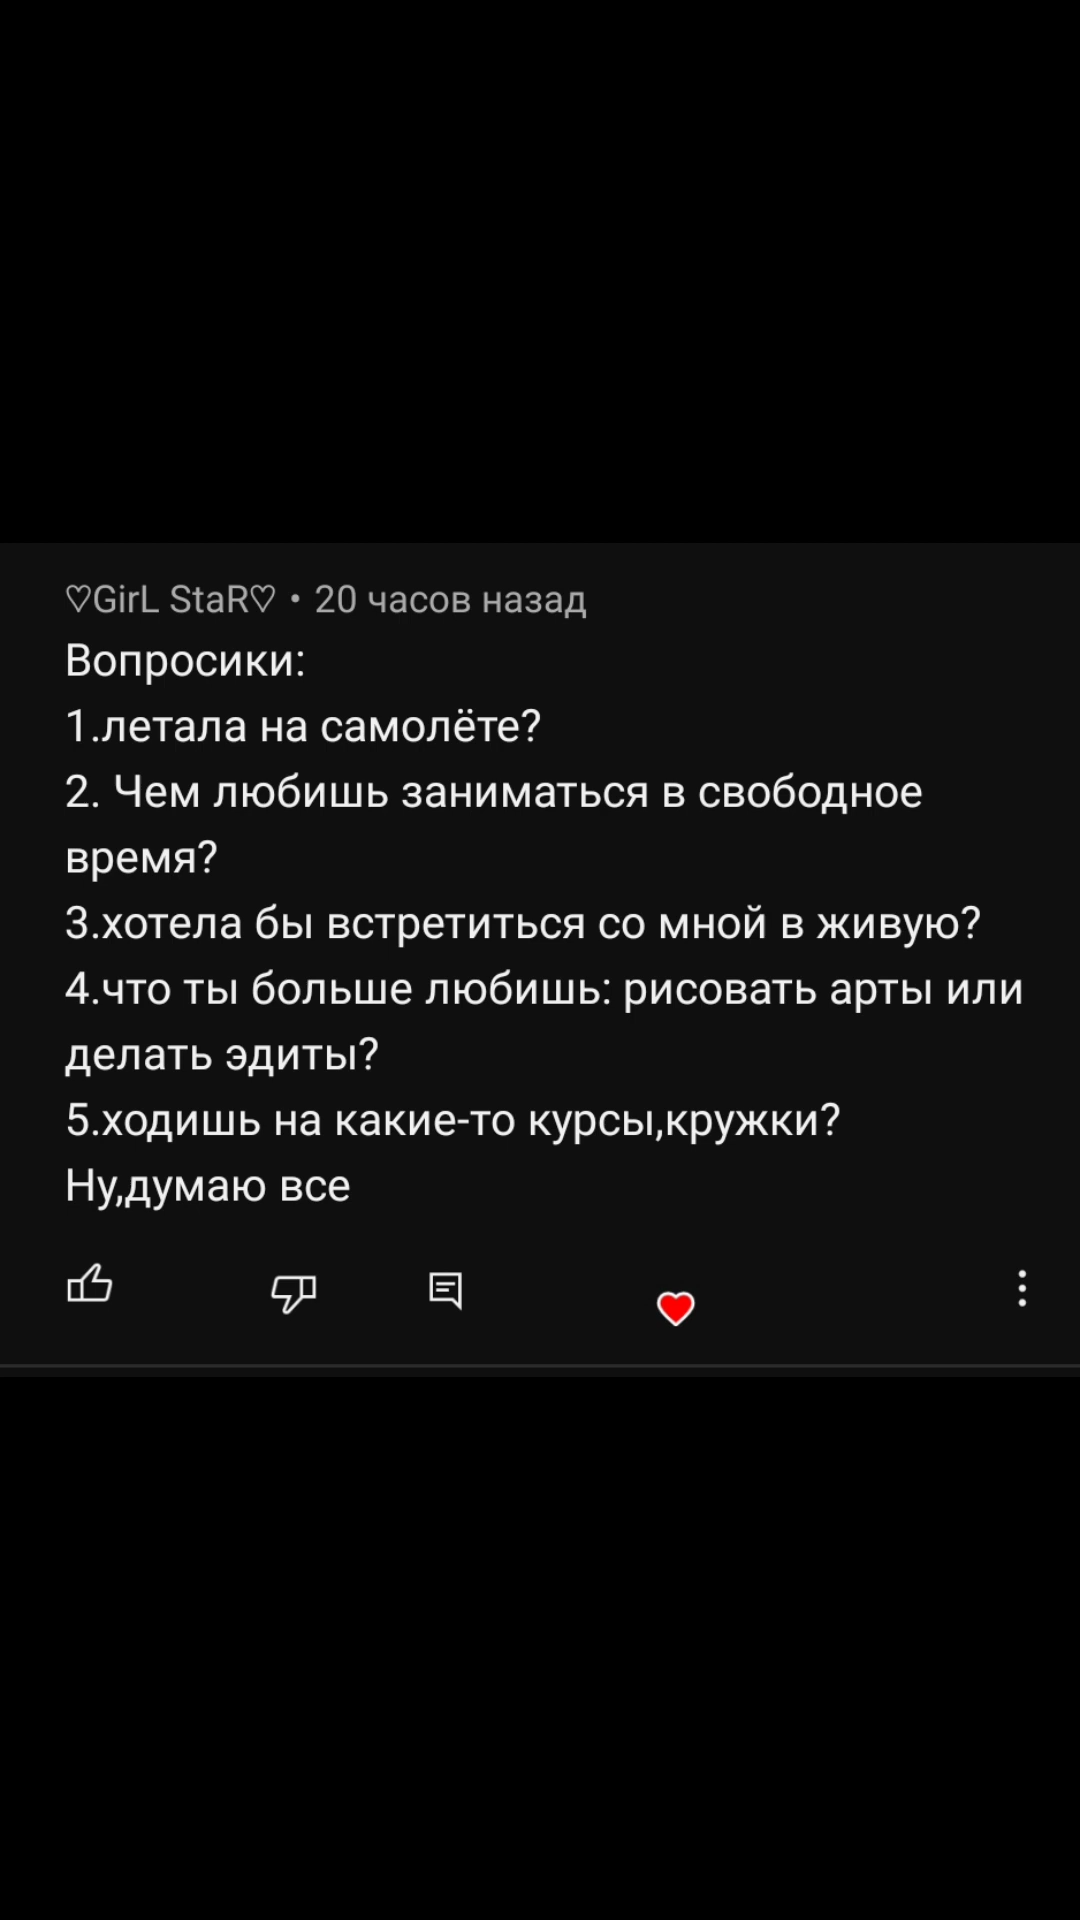 ♡GirL StaR♡ • 20 часов назад
Вопросики:
1.летала на самолёте?
2. Чем любишь заниматься в свободное
время?
3.хотела бы встретиться со мной в живую?
4.что ты больше любишь: рисовать арты или
делать эдиты?
5.ходишь на какие-то курсы,кружки?
Ну,думаю все